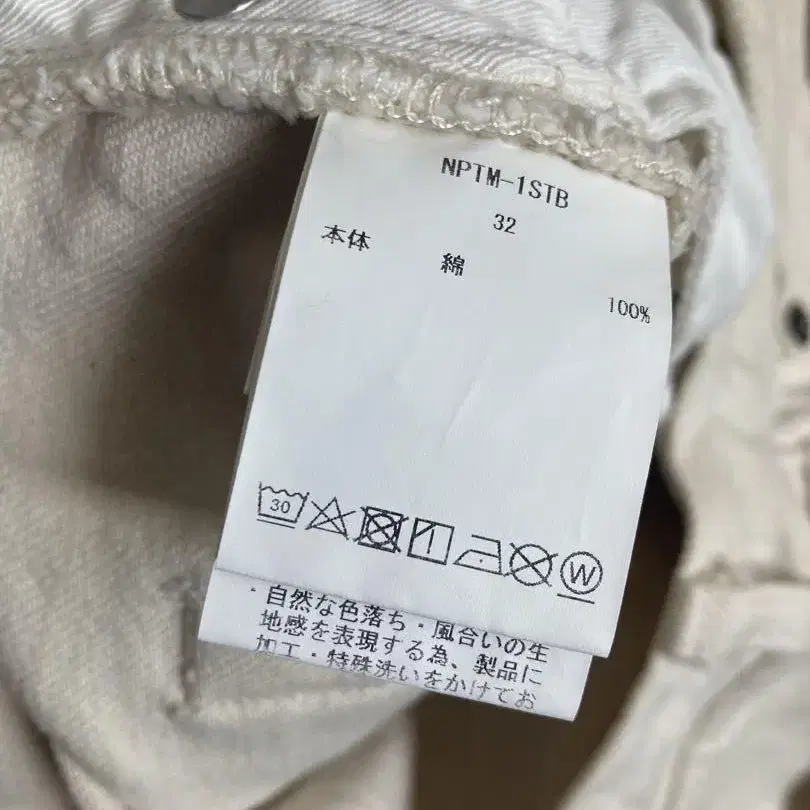 NPTM-1STB
32
本体 綿 100%
30
W
・自然な色落ち・風合いの生
地感を表現する為、製品に
加工・特殊洗いをかけてお